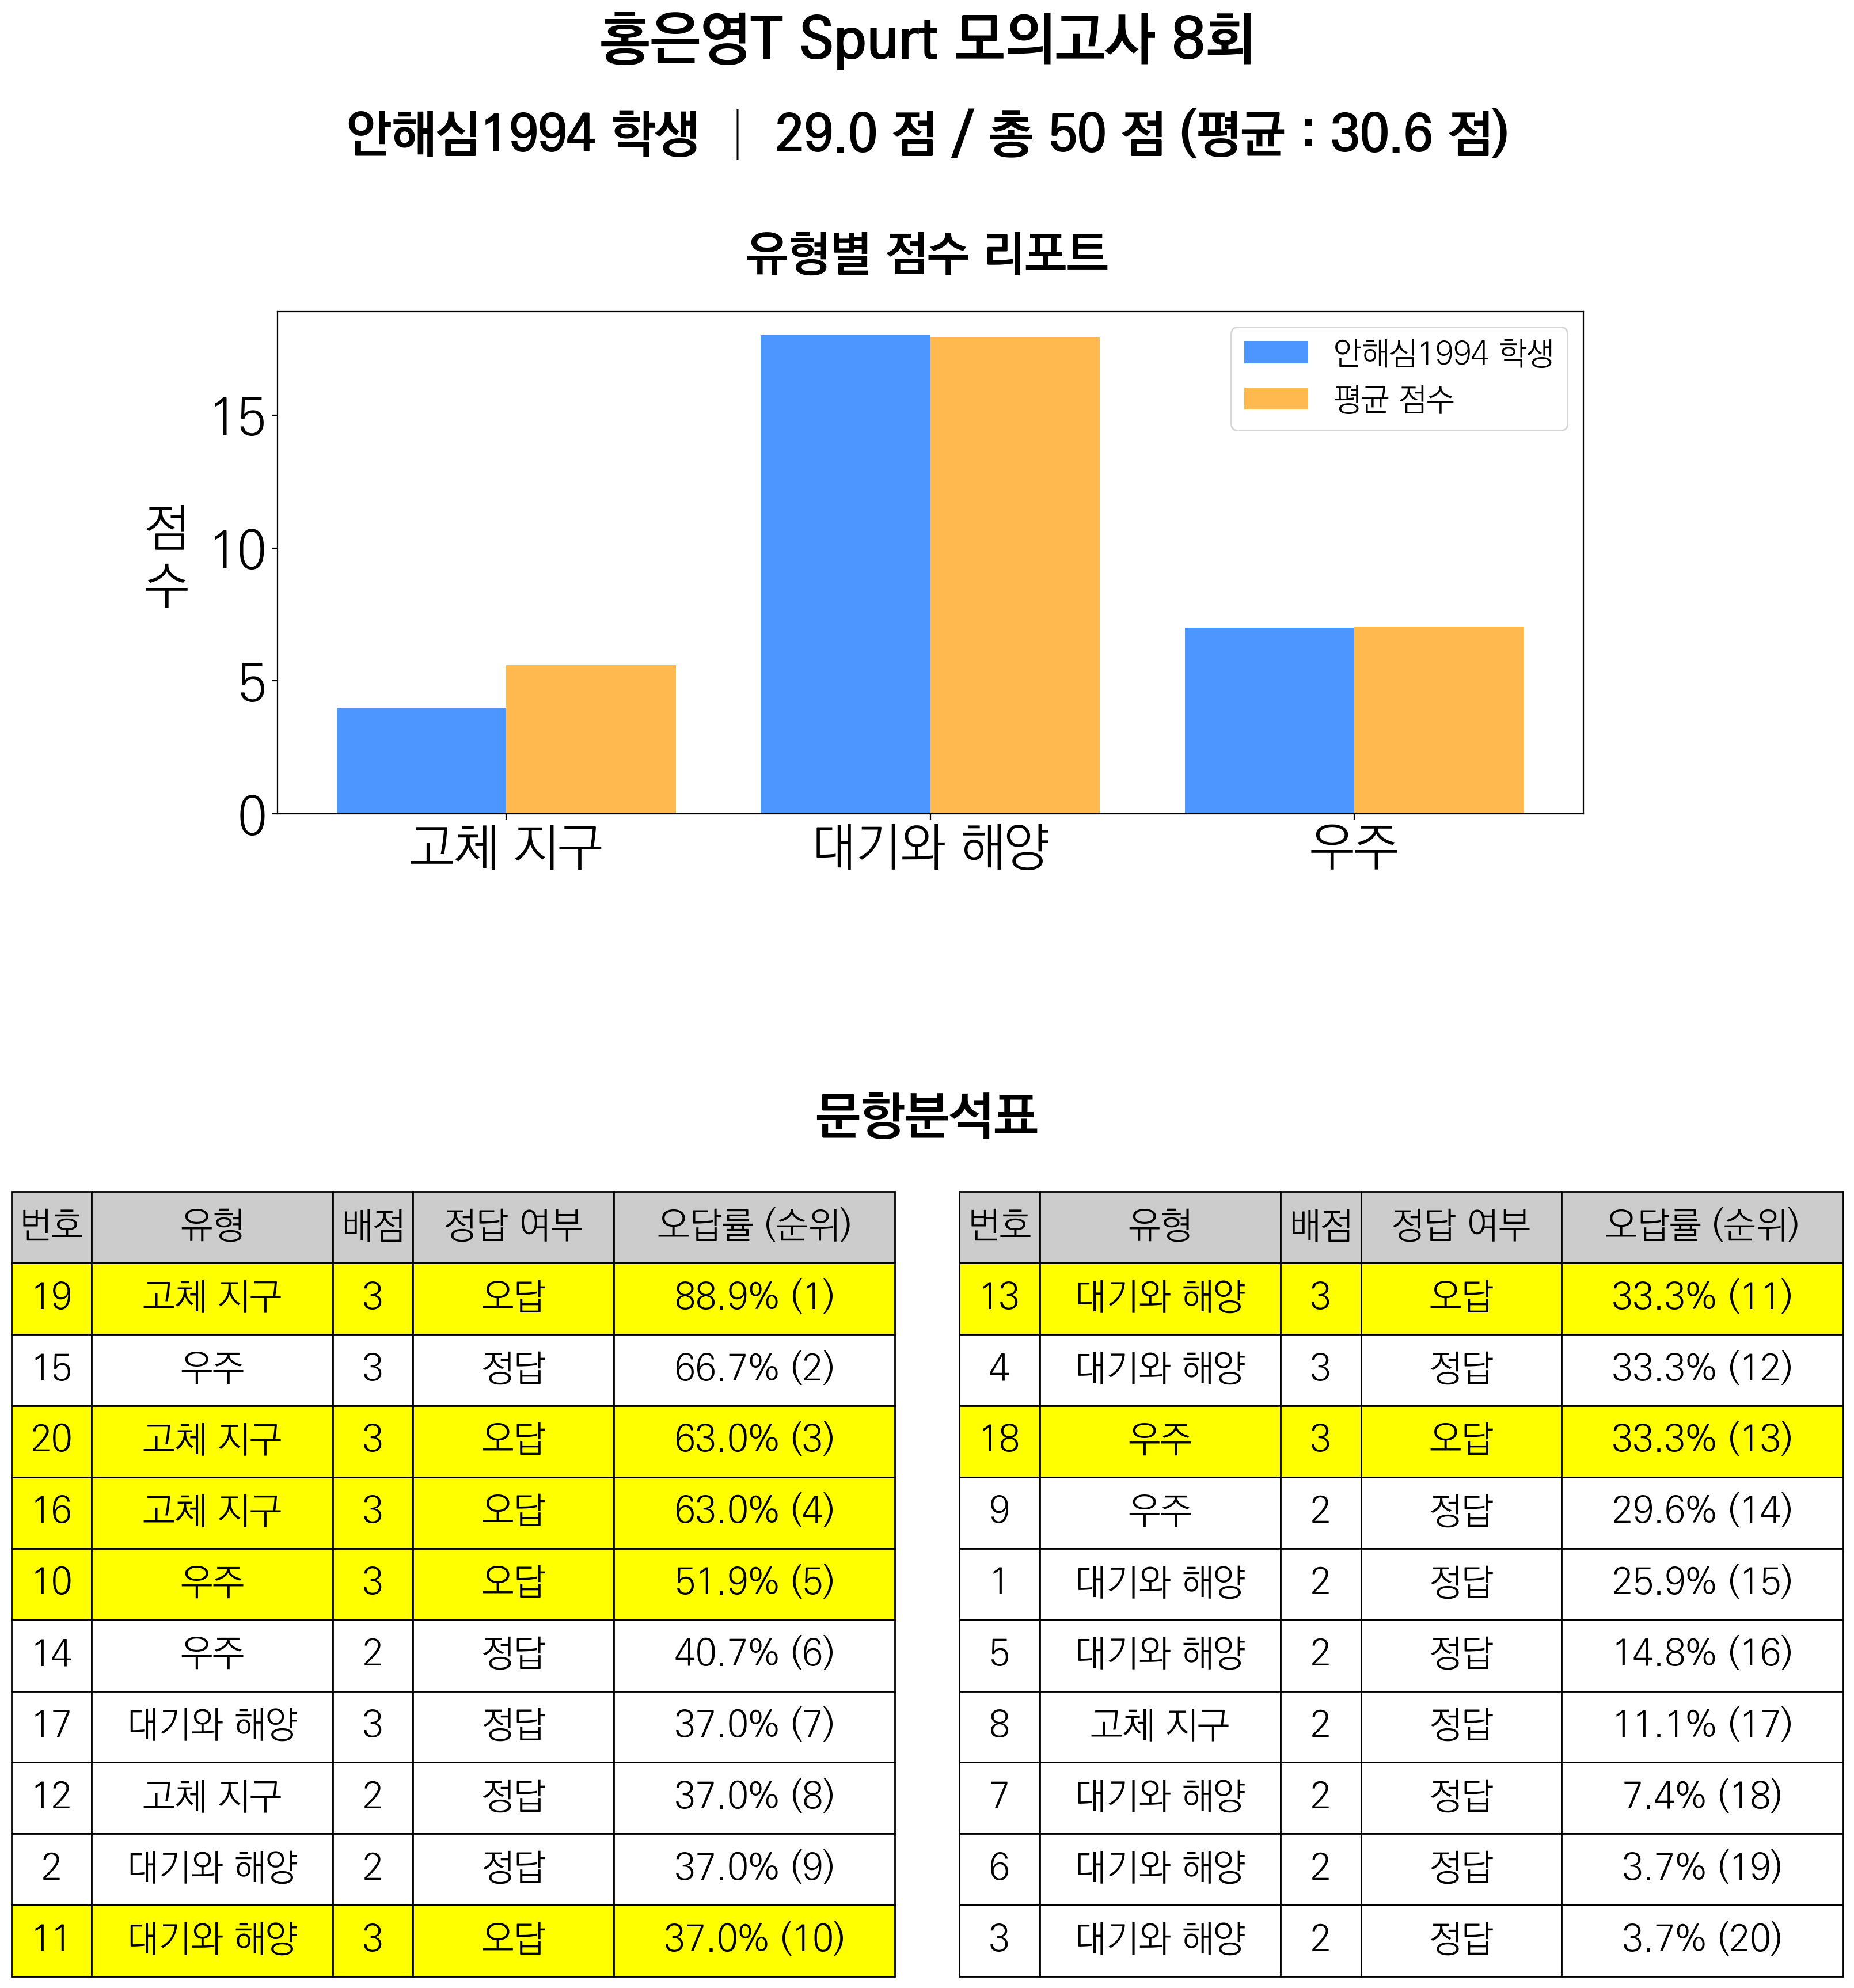 홍은영T Spurt 모의고사 8회
안해심1994 학생 | 29.0 점 / 총 50 점 (평균 : 30.6 점)
유형별 점수 리포트
안해심1994 학생
평균 점수
점수
15
10
5
0
고체 지구 대기와 해양 우주
문항분석표
번호 유형 배점 정답 여부 오답률 (순위)
19 고체 지구 3 오답 88.9% (1)
15 우주 3 정답 66.7% (2)
20 고체 지구 3 오답 63.0% (3)
16 고체 지구 3 오답 63.0% (4)
10 우주 3 오답 51.9% (5)
14 우주 2 정답 40.7% (6)
17 대기와 해양 3 정답 37.0% (7)
12 고체 지구 2 정답 37.0% (8)
2 대기와 해양 2 정답 37.0% (9)
11 대기와 해양 3 오답 37.0% (10)
번호 유형 배점 정답 여부 오답률 (순위)
13 대기와 해양 3 오답 33.3% (11)
4 대기와 해양 3 정답 33.3% (12)
18 우주 3 오답 33.3% (13)
9 우주 2 정답 29.6% (14)
1 대기와 해양 2 정답 25.9% (15)
5 대기와 해양 2 정답 14.8% (16)
8 고체 지구 2 정답 11.1% (17)
7 대기와 해양 2 정답 7.4% (18)
6 대기와 해양 2 정답 3.7% (19)
3 대기와 해양 2 정답 3.7% (20)